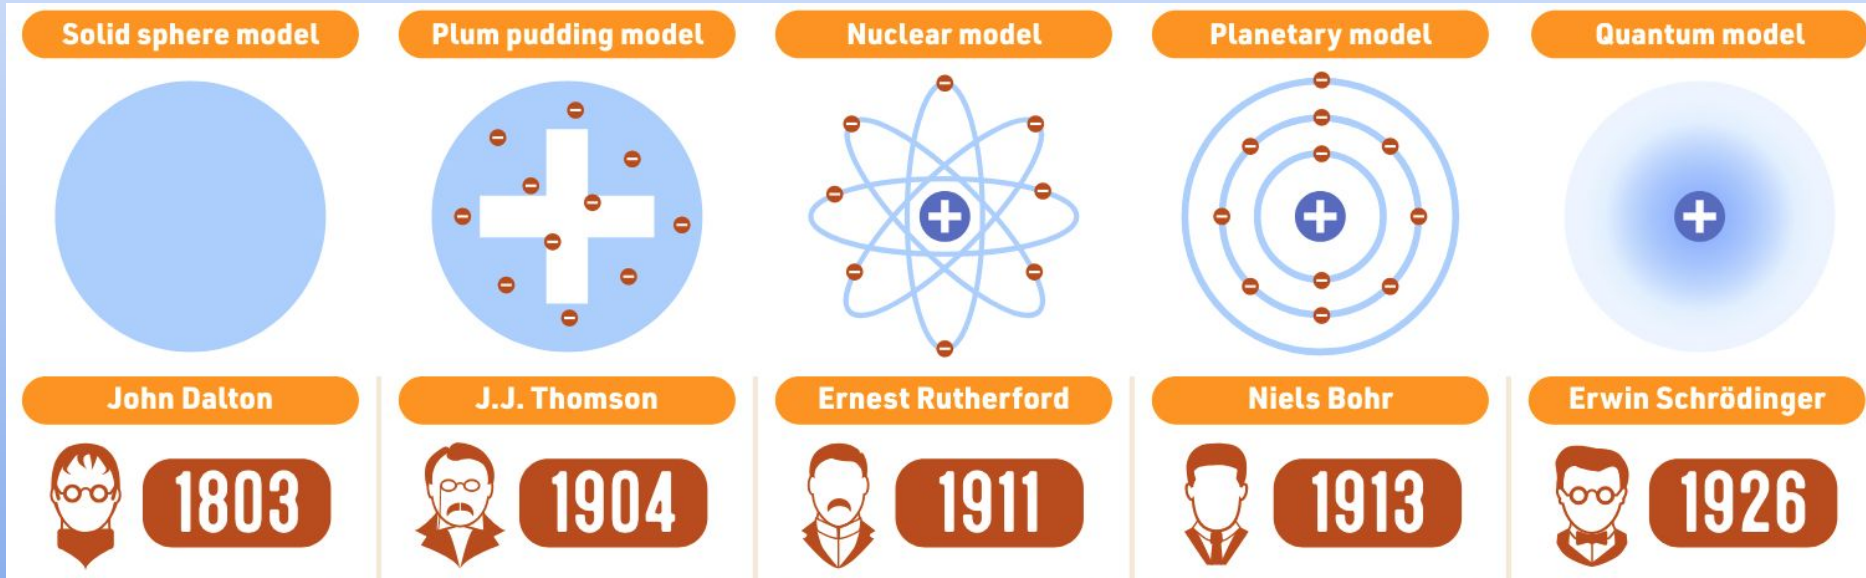 Solid sphere model
Plum pudding model
Nuclear model
Planetary model
Quantum model
John Dalton
J.J. Thomson
Ernest Rutherford
Niels Bohr
Erwin Schrödinger
1803
1904
1911
1913
1926